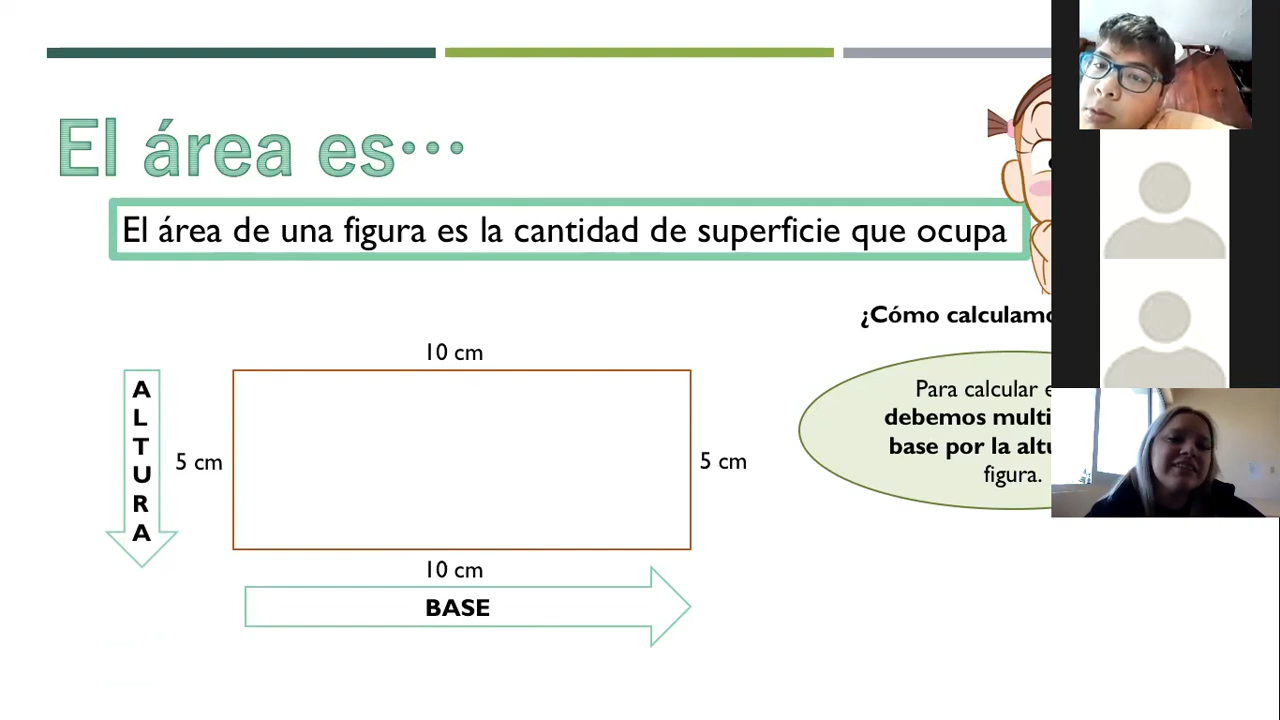 El área es...
El área de una figura es la cantidad de superficie que ocupa
¿Cómo calculamo
10 cm
ALTURA
5 cm
5 cm
Para calcular e
debemos multi
base por la altu
figura.
10 cm
BASE